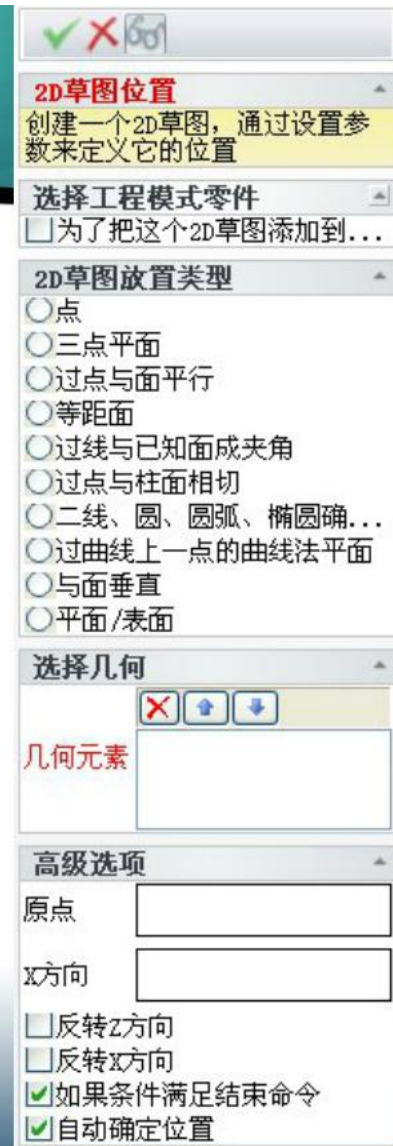 2D草图位置
创建一个2D草图，通过设置参
数来定义它的位置
选择工程模式零件
为了把这个2D草图添加到...
2D草图放置类型
点
三点平面
过点与面平行
等距面
过线与已知面成夹角
过点与柱面相切
二线、圆、圆弧、椭圆确...
过曲线上一点的曲线法平面
与面垂直
平面/表面
选择几何
几何元素
高级选项
原点
X方向
反转Z方向
反转X方向
如果条件满足结束命令
自动确定位置